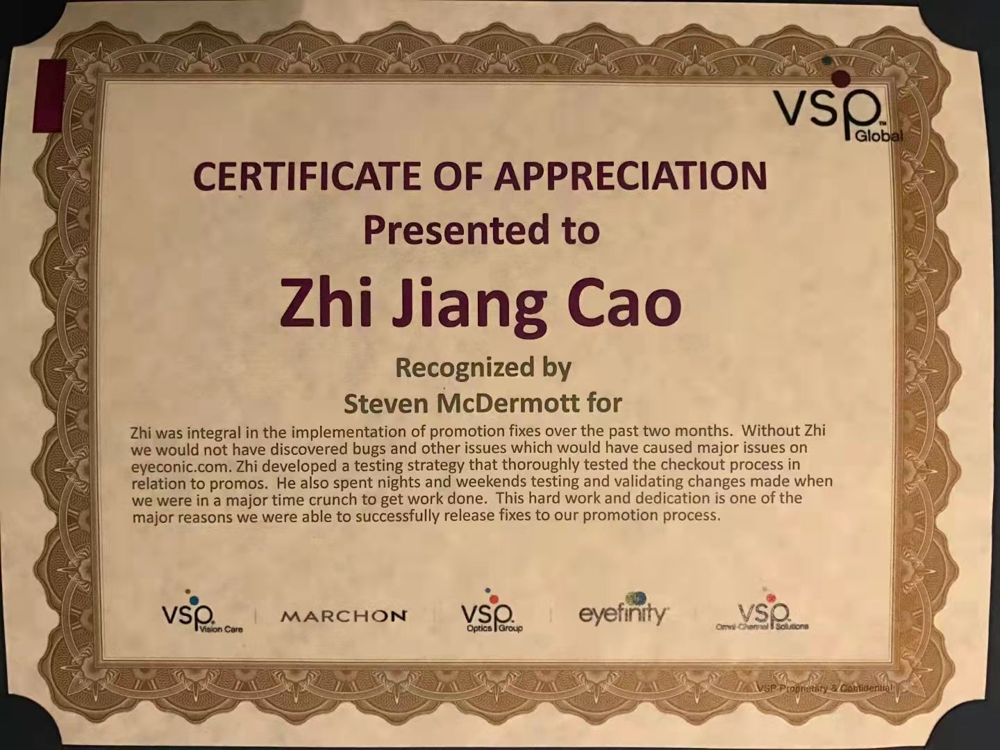 vsp™
Global
CERTIFICATE OF APPRECIATION
Presented to
Zhi Jiang Cao
Recognized by
Steven McDermott for
Zhi was integral in the implementation of promotion fixes over the past two months.  Without Zhi
we would not have discovered bugs and other issues which would have caused major issues on
eyeconic.com. Zhi developed a testing strategy that thoroughly tested the checkout process in
relation to promos.  He also spent nights and weekends testing and validating changes made when
we were in a major time crunch to get work done.  This hard work and dedication is one of the
major reasons we were able to successfully release fixes to our promotion process.
vsp. Vision Care | MARCHON | vsp. Optics Group | eyefinity | vsp. Omni-Channel Solutions
VSP Proprietary & Confidential